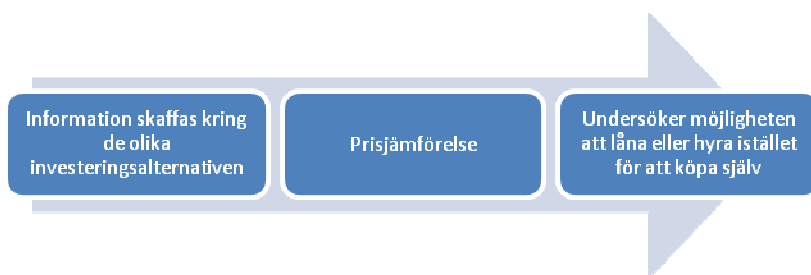 Information skaffas kring
de olika
investeringsalternativen
Prisjämförelse
Undersöker möjligheten
att låna eller hyra istället
för att köpa själv